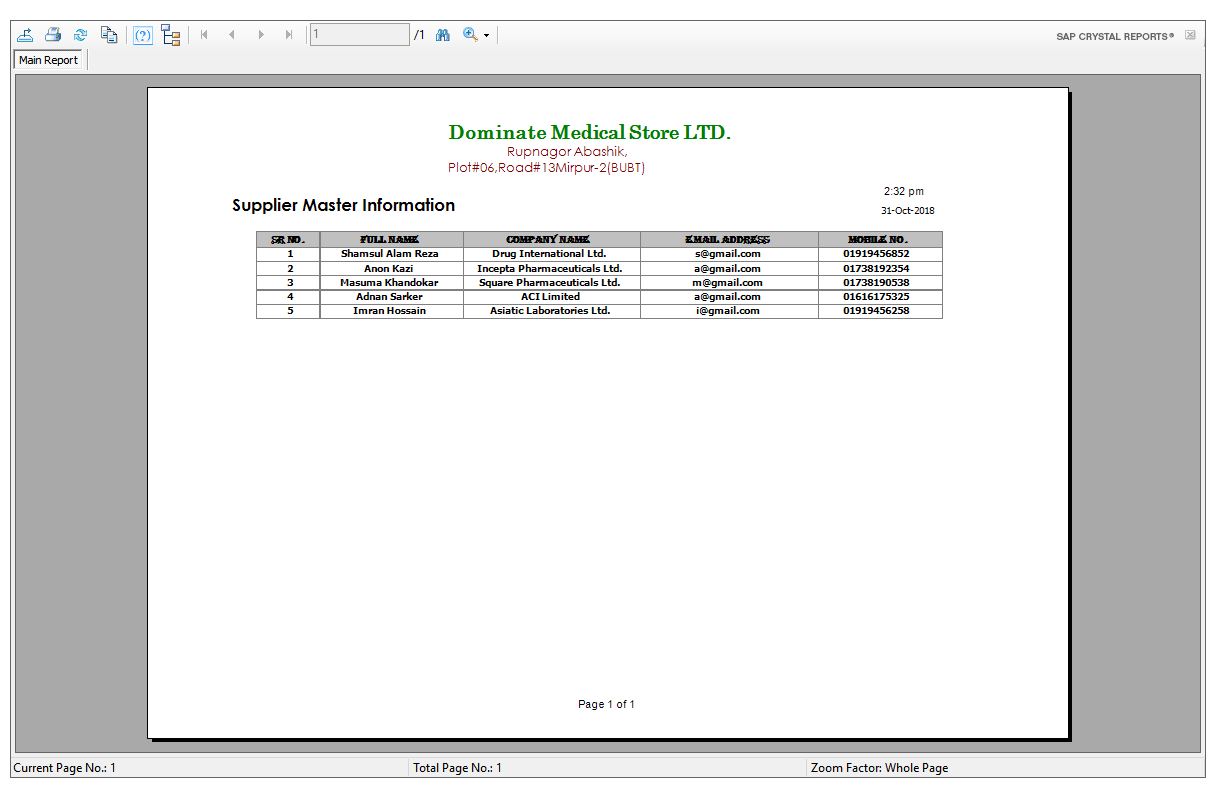 1 /1 SAP CRYSTAL REPORTS®
Main Report
Dominate Medical Store LTD.
Rupnagor Abashik,
Plot#06,Road#13Mirpur-2(BUBT)
2:32 pm
Supplier Master Information
31-Oct-2018
SR NO. FULL NAME COMPANY NAME EMAIL ADDRESS MOBILE NO.
1 Shamsul Alam Reza Drug International Ltd. s@gmail.com 01919456852
2 Anon Kazi Incepta Pharmaceuticals Ltd. a@gmail.com 01738192354
3 Masuma Khandokar Square Pharmaceuticals Ltd. m@gmail.com 01738190538
4 Adnan Sarker ACI Limited a@gmail.com 01616175325
5 Imran Hossain Asiatic Laboratories Ltd. i@gmail.com 01919456258
Page 1 of 1
Current Page No.: 1 Total Page No.: 1 Zoom Factor: Whole Page